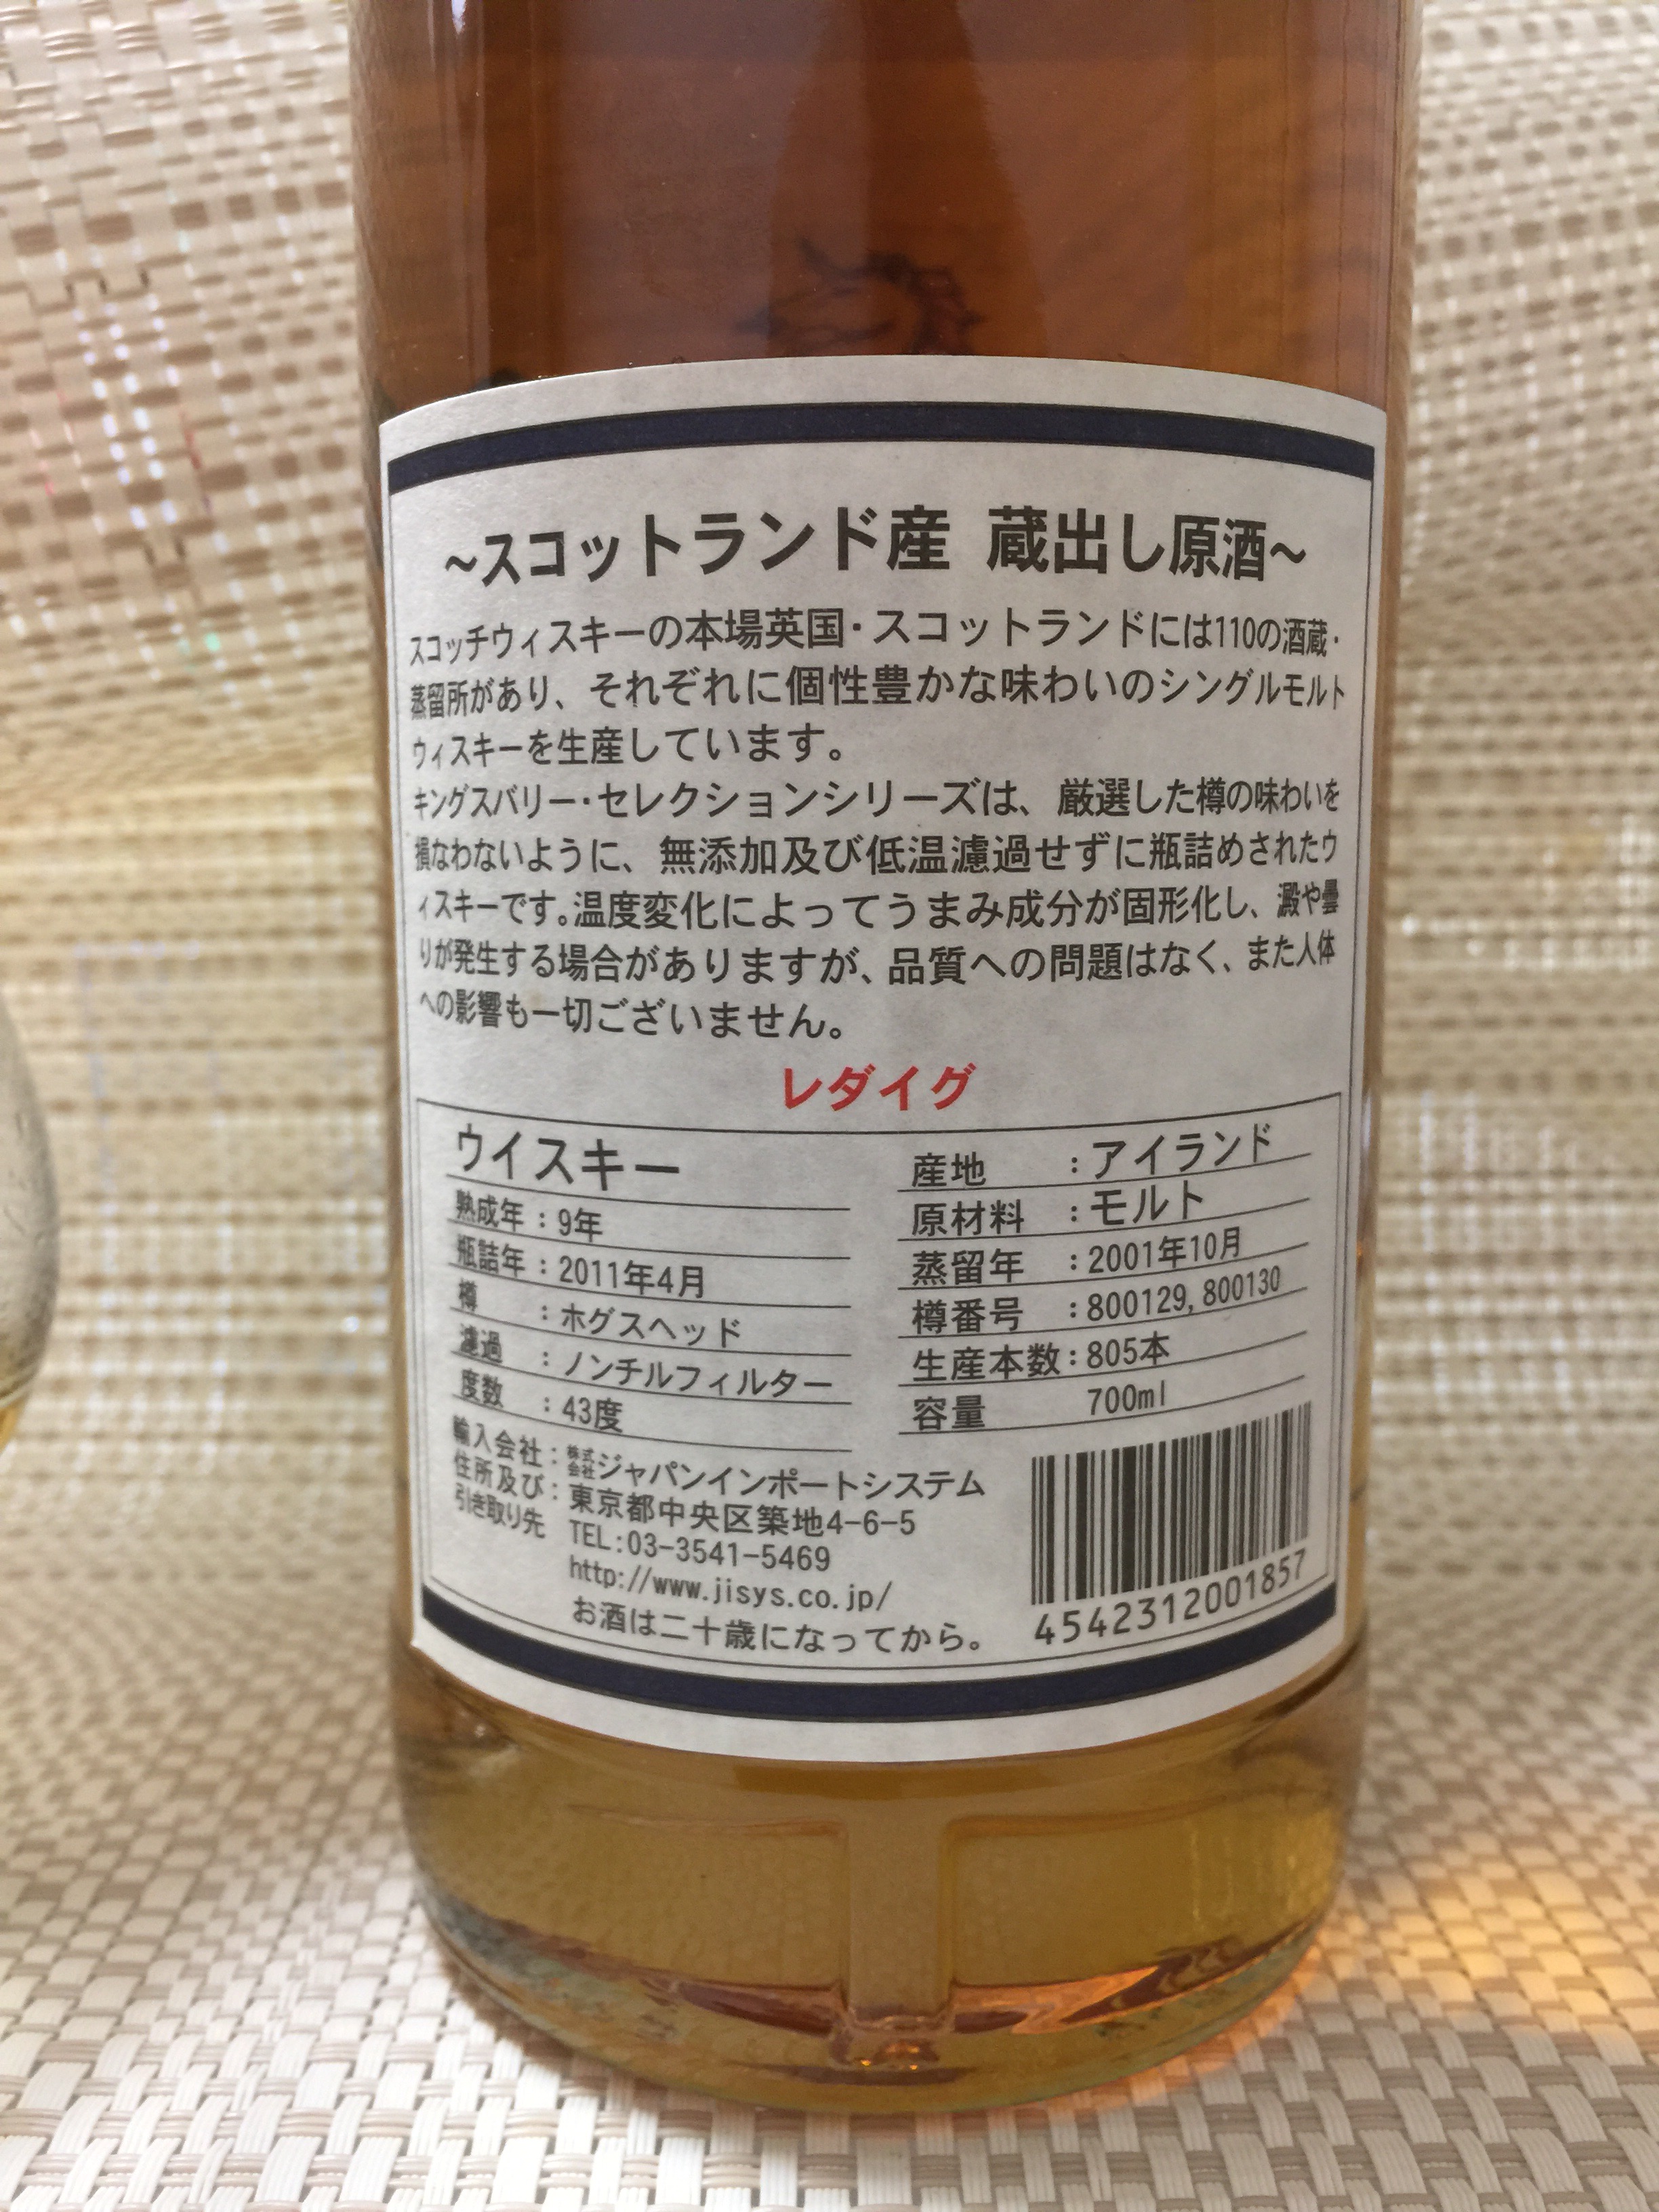 ~スコットランド産 蔵出し原酒~
スコッチウィスキーの本場英国・スコットランドには110の酒蔵・
蒸留所があり、それぞれに個性豊かな味わいのシングルモルト
ウィスキーを生産しています。
キングスバリー・セレクションシリーズは、厳選した樽の味わいを
損なわないように、無添加及び低温濾過せずに瓶詰めされたウ
ィスキーです。温度変化によってうまみ成分が固形化し、澱や曇
りが発生する場合がありますが、品質への問題はなく、また人体
への影響も一切ございません。
レダイグ
ウイスキー
熟成年 : 9年
瓶詰年 : 2011年4月
樽 : ホグスヘッド
濾過 : ノンチルフィルター
度数 : 43度
産地 : アイランド
原材料 : モルト
蒸留年 : 2001年10月
樽番号 : 800129, 800130
生産本数 : 805本
容量 700ml
輸入会社 : 株式会社ジャパンインポートシステム
住所及び : 東京都中央区築地4-6-5
引き取り先 TEL:03-3541-5469
http://www.jisys.co.jp/
お酒は二十歳になってから。
4542312001857